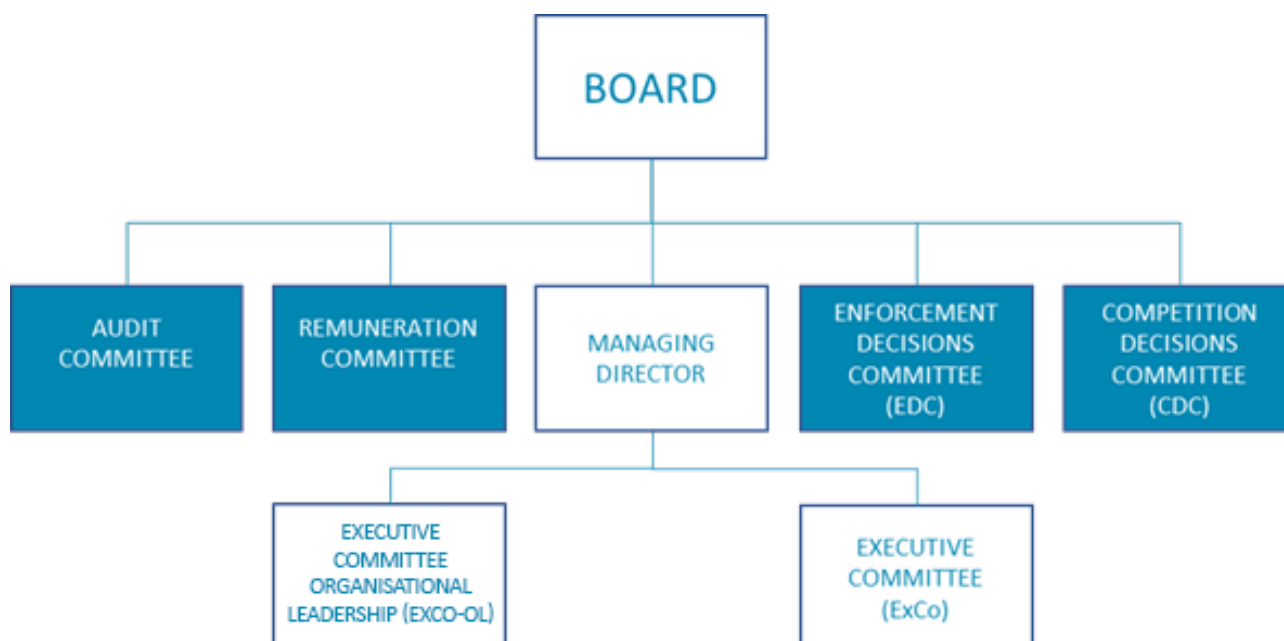 BOARD
AUDIT
COMMITTEE
REMUNERATION
COMMITTEE
MANAGING
DIRECTOR
ENFORCEMENT
DECISIONS
COMMITTEE
(EDC)
COMPETITION
DECISIONS
COMMITTEE
(CDC)
EXECUTIVE
COMMITTEE
ORGANISATIONAL
LEADERSHIP (EXCO-OL)
EXECUTIVE
COMMITTEE
(ExCo)